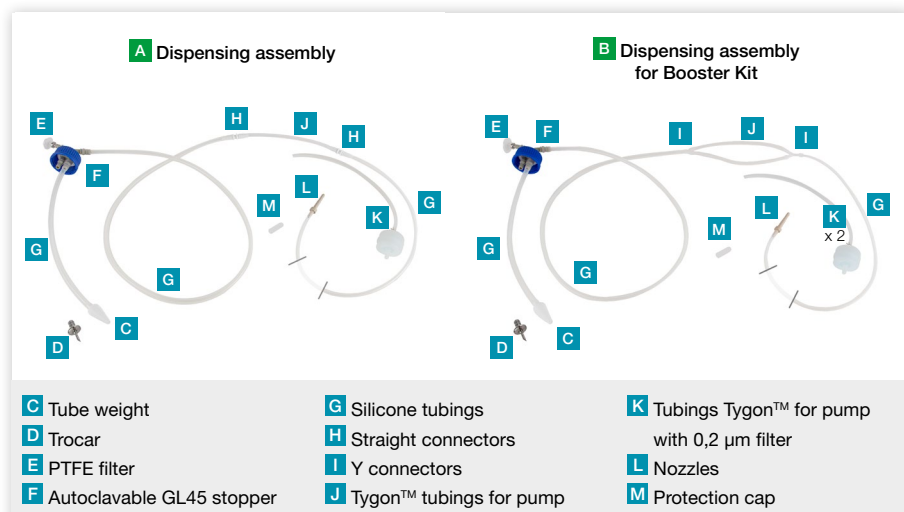 A Dispensing assembly
B Dispensing assembly
for Booster Kit
E
F
H
J
H
G
G
M
L
K
G
D
C
E
F
I
J
I
G
G
M
L
K
x 2
G
D
C
C Tube weight
D Trocar
E PTFE filter
F Autoclavable GL45 stopper
G Silicone tubings
H Straight connectors
I Y connectors
J Tygon™ tubings for pump
K Tubings Tygon™ for pump
with 0,2 µm filter
L Nozzles
M Protection cap